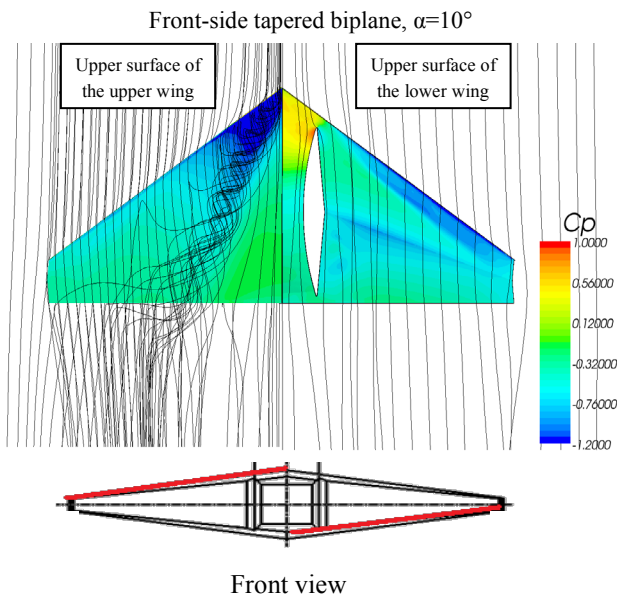 Front-side tapered biplane, α=10°
Upper surface of
the upper wing
Upper surface of
the lower wing
Cp
1.0000
0.56000
0.12000
-0.32000
-0.76000
-1.2000
Front view